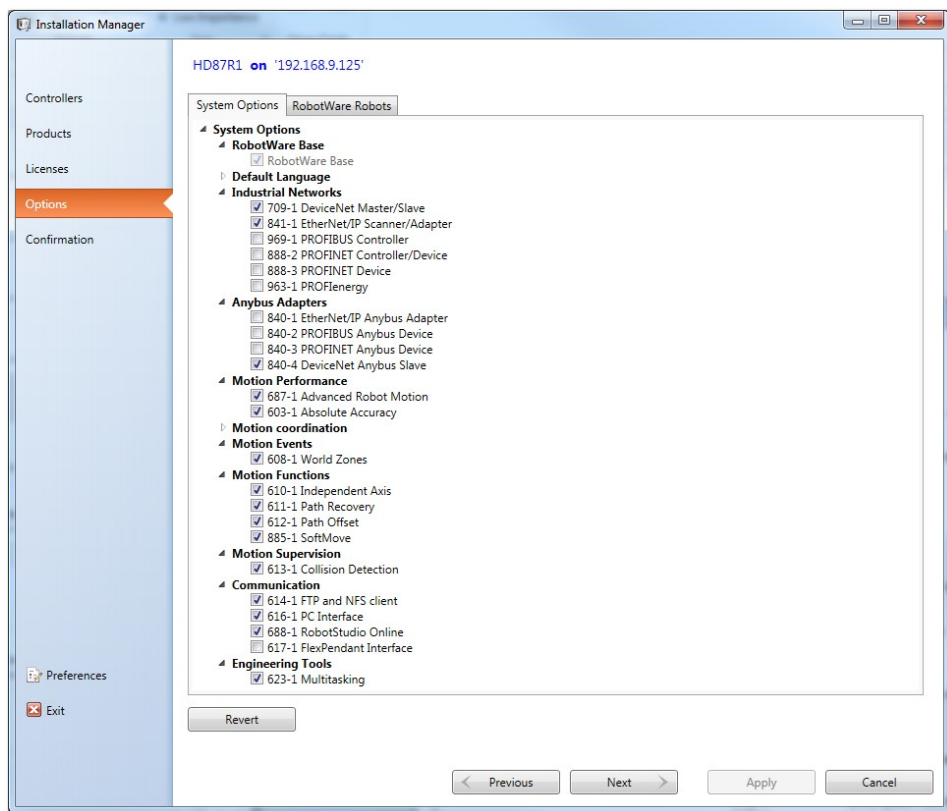 Installation Manager
HD87R1 on '192.168.9.125'
Controllers
Products
Licenses
Options
Confirmation
Preferences
Exit
System Options
RobotWare Robots
System Options
RobotWare Base
RobotWare Base
Default Language
Industrial Networks
709-1 DeviceNet Master/Slave
841-1 EtherNet/IP Scanner/Adapter
969-1 PROFIBUS Controller
888-2 PROFINET Controller/Device
888-3 PROFINET Device
963-1 PROFIenergy
Anybus Adapters
840-1 EtherNet/IP Anybus Adapter
840-2 PROFIBUS Anybus Device
840-3 PROFINET Anybus Device
840-4 DeviceNet Anybus Slave
Motion Performance
687-1 Advanced Robot Motion
603-1 Absolute Accuracy
Motion coordination
Motion Events
608-1 World Zones
Motion Functions
610-1 Independent Axis
611-1 Path Recovery
612-1 Path Offset
885-1 SoftMove
Motion Supervision
613-1 Collision Detection
Communication
614-1 FTP and NFS client
616-1 PC Interface
688-1 RobotStudio Online
617-1 FlexPendant Interface
Engineering Tools
623-1 Multitasking
Revert
Previous
Next
Apply
Cancel